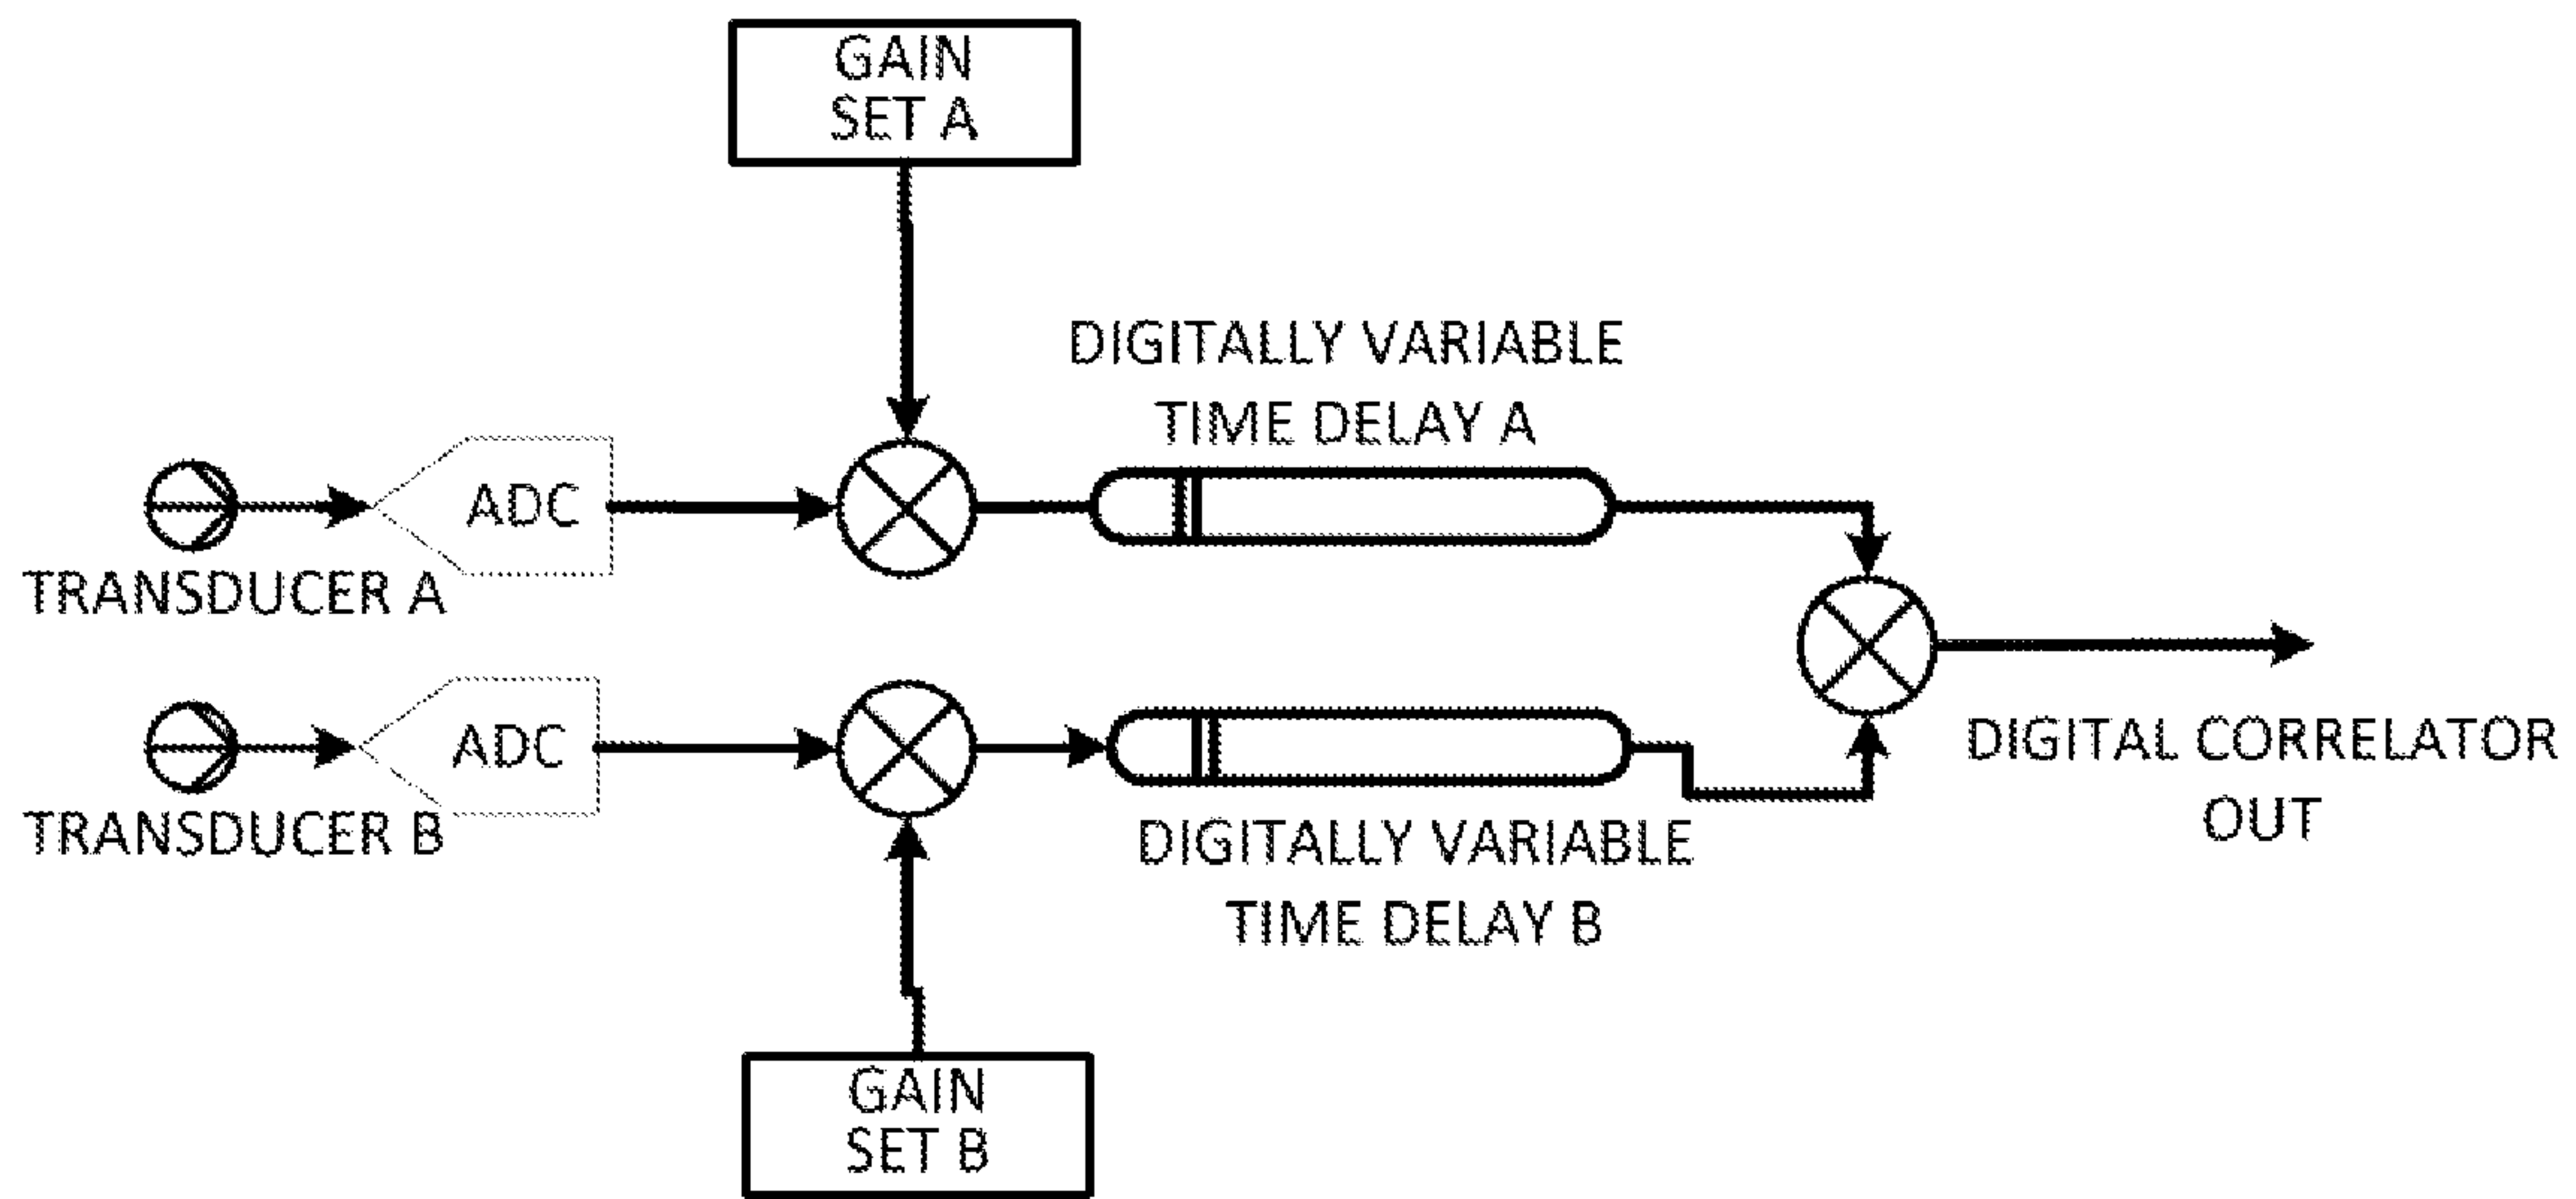 GAIN
SET A
DIGITALLY VARIABLE
TIME DELAY A
ADC
TRANSDUCER A
ADC
TRANSDUCER B
DIGITAL CORRELATOR
OUT
DIGITALLY VARIABLE
TIME DELAY B
GAIN
SET B